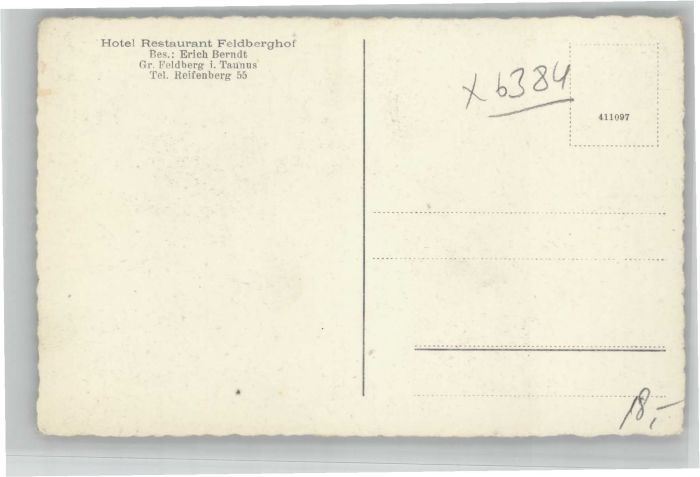 Hotel Restaurant Feldberghof
Bes.: Erich Berndt
Gr. Feldberg i. Taunus
Tel. Reifenberg 55
x 6384
411097
18,-